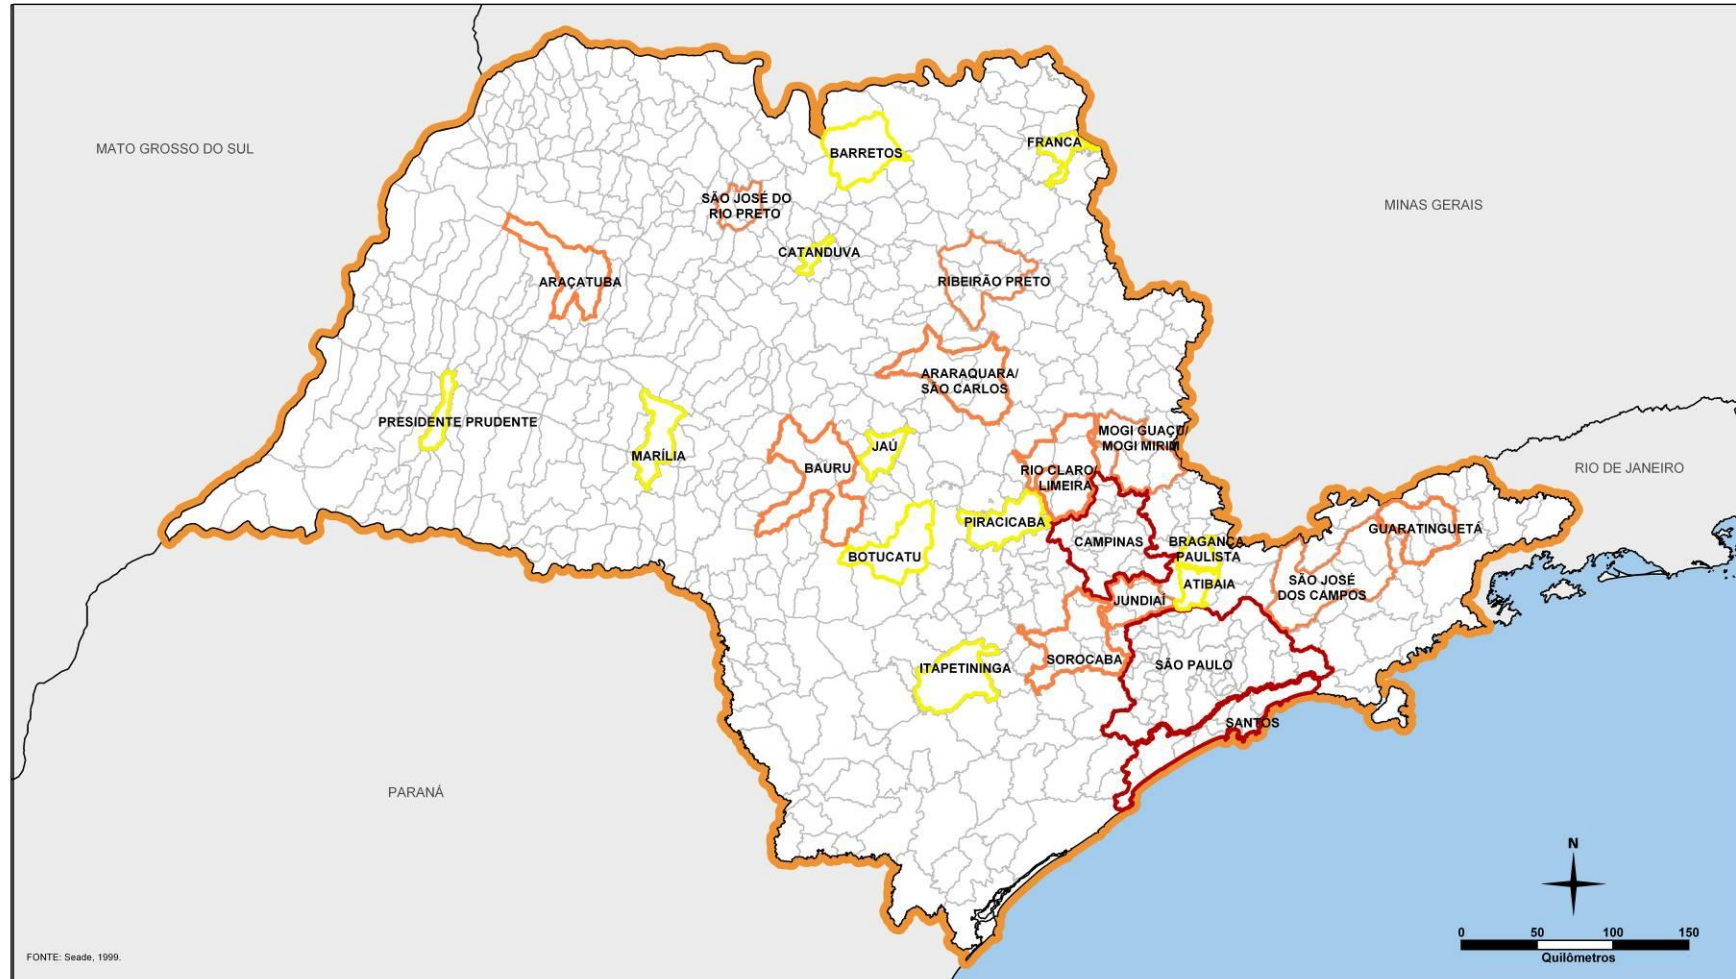 MATO GROSSO DO SUL
BARRETOS
FRANCA
MINAS GERAIS
SÃO JOSÉ DO
RIO PRETO
CATANDUVA
ARAÇATUBA
RIBEIRÃO PRETO
ARARAQUARA/
SÃO CARLOS
PRESIDENTE PRUDENTE
MARÍLIA
BAURU
JAÚ
MOGI GUAÇU/
MOGI MIRIM
RIO CLARO/
LIMEIRA
RIO DE JANEIRO
PIRACICABA
CAMPINAS
BOTUCATU
BRAGANÇA
PAULISTA
ATIBAIA
GUARATINGUETÁ
SÃO JOSÉ
DOS CAMPOS
JUNDIAÍ
ITAPETININGA
SOROCABA
SÃO PAULO
SANTOS
PARANÁ
N
0 50 100 150
Quilômetros
FONTE: Seade, 1999.